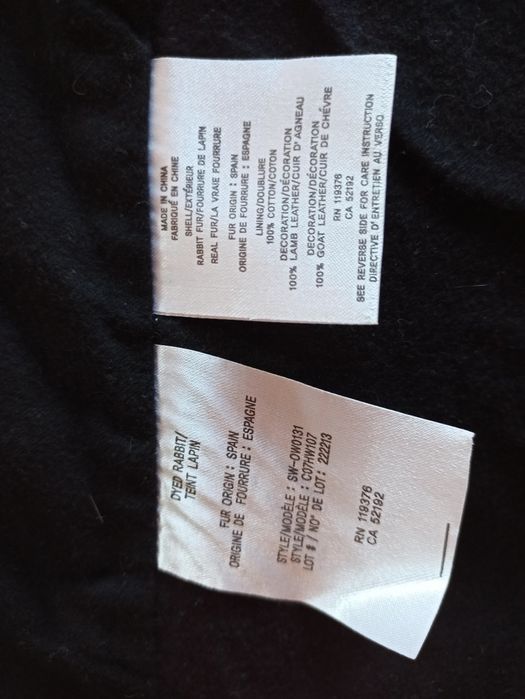 MADE IN CHINA
FABRIQUÉ EN CHINE
SHELL/EXTÉRIEUR
RABBIT FUR/FOURRURE DE LAPIN
REAL FUR/LA VRAIE FOURRURE
FUR ORIGIN : SPAIN
ORIGINE DE FOURRURE : ESPAGNE
LINING/DOUBLURE
100% COTTON/COTON
DECORATION/DÉCORATION
100% LAMB LEATHER/CUIR D' AGNEAU
DECORATION/DÉCORATION
100% GOAT LEATHER/CUIR DE CHÉVRE
RN 119376
CA 52192
SEE REVERSE SIDE FOR CARE INSTRUCTION
DIRECTIVE D' ENTRETIEN AU VERSO
DYED RABBIT/
TEINT LAPIN
FUR ORIGIN : SPAIN
ORIGINE DE FOURRURE : ESPAGNE
STYLE/MODÈLE : SW-OW0131
STYLE/MODÈLE : C07HW107
LOT # / NO° DE LOT : 222213
RN 119376
CA 52192